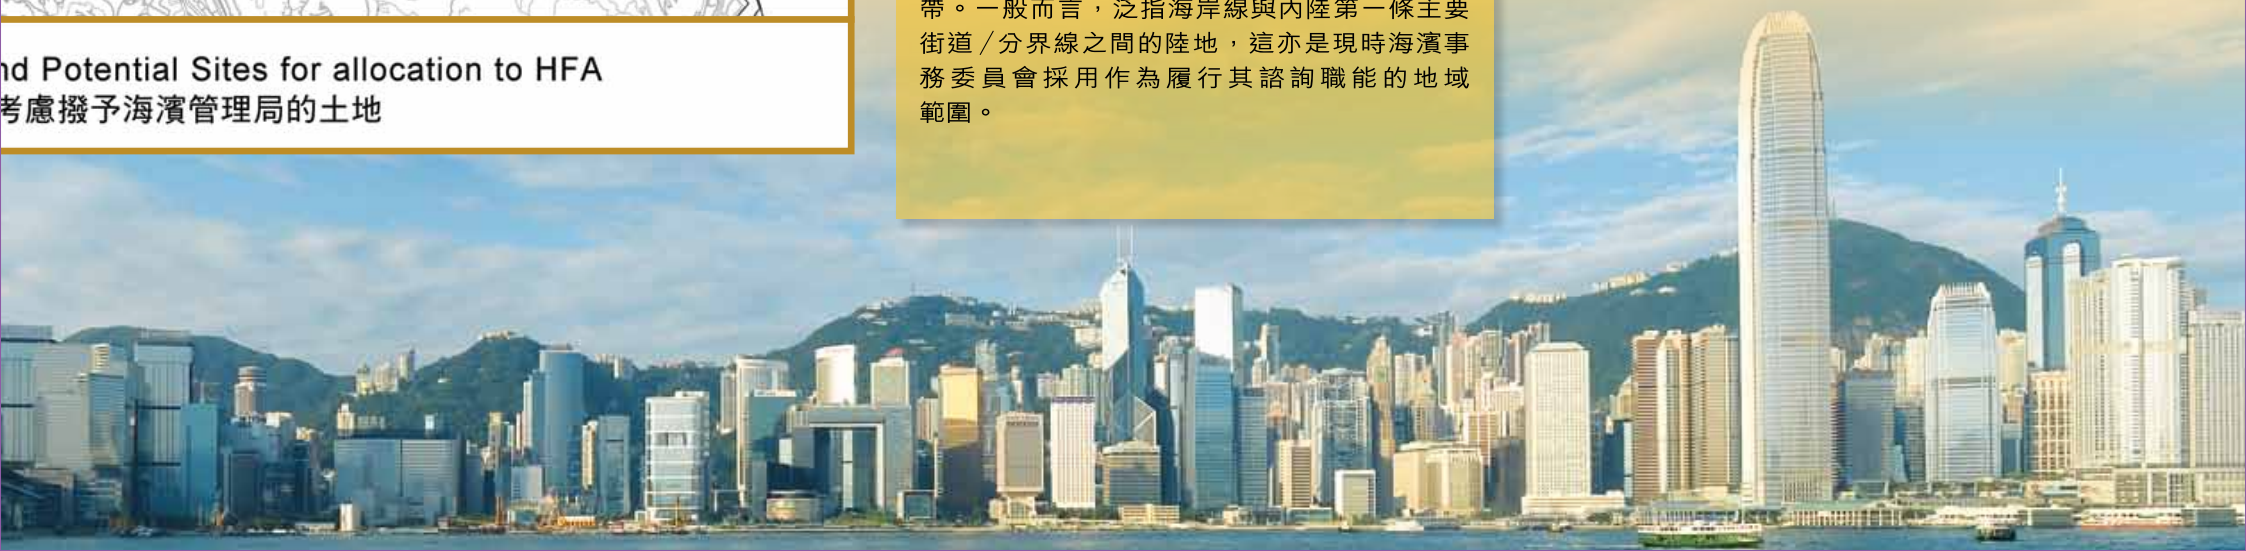 nd Potential Sites for allocation to HFA
考慮撥予海濱管理局的土地
帶。一般而言，泛指海岸線與內陸第一條主要
街道/分界線之間的陸地，這亦是現時海濱事
務委員會採用作為履行其諮詢職能的地域
範圍。